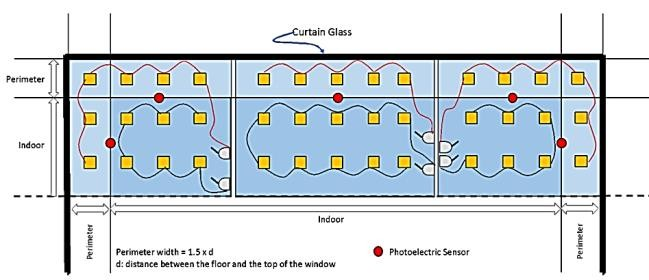 Curtain Glass
Perimeter
Indoor
Indoor
Perimeter
Perimeter
Perimeter width = 1.5 x d
d: distance between the floor and the top of the window
Photoelectric Sensor